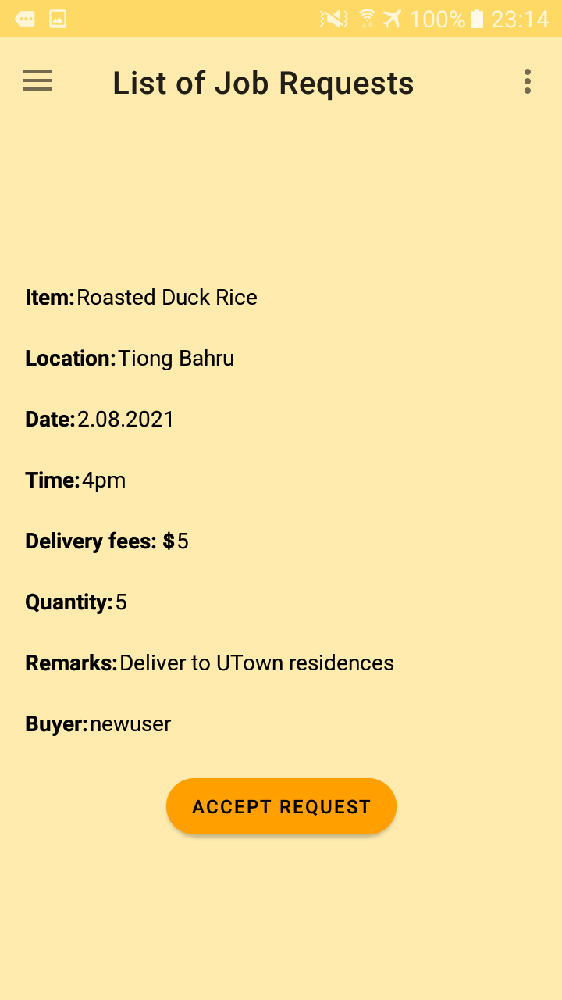 100% 23:14
List of Job Requests
Item:Roasted Duck Rice
Location:Tiong Bahru
Date:2.08.2021
Time:4pm
Delivery fees: $5
Quantity:5
Remarks:Deliver to UTown residences
Buyer:newuser
ACCEPT REQUEST